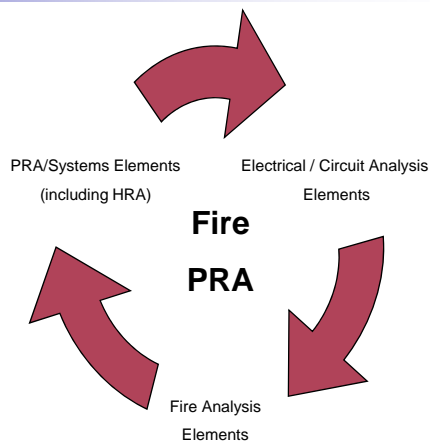 PRA/Systems Elements
(including HRA)
Electrical / Circuit Analysis
Elements
Fire
PRA
Fire Analysis
Elements